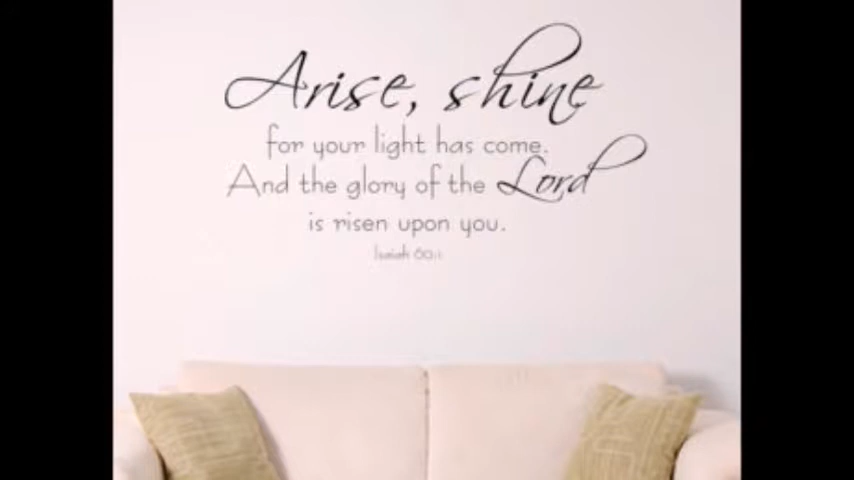 Arise, shine
for your light has come.
And the glory of the Lord
is risen upon you.
Isaiah 60:1